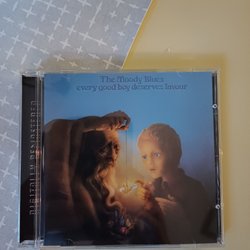 The Moody Blues
every good boy deserves favour
DIGITALLY REMASTERED